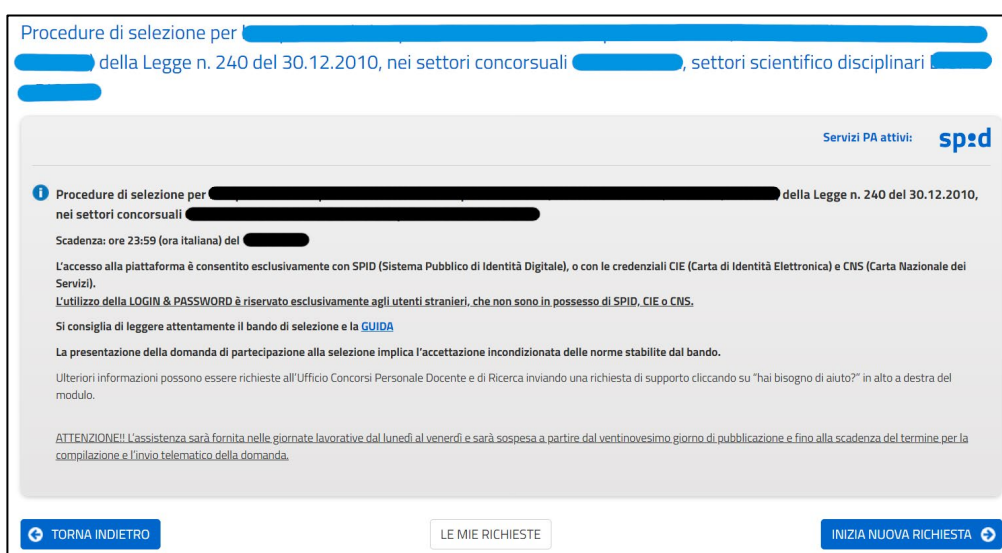 Procedure di selezione per
della Legge n. 240 del 30.12.2010, nei settori concorsuali , settori scientifico disciplinari
Servizi PA attivi: spid
Procedure di selezione per della Legge n. 240 del 30.12.2010,
nei settori concorsuali
Scadenza: ore 23:59 (ora italiana) del
L'accesso alla piattaforma è consentito esclusivamente con SPID (Sistema Pubblico di Identità Digitale), o con le credenziali CIE (Carta di Identità Elettronica) e CNS (Carta Nazionale dei
Servizi).
L'utilizzo della LOGIN & PASSWORD è riservato esclusivamente agli utenti stranieri, che non sono in possesso di SPID, CIE o CNS.
Si consiglia di leggere attentamente il bando di selezione e la GUIDA
La presentazione della domanda di partecipazione alla selezione implica l'accettazione incondizionata delle norme stabilite dal bando.
Ulteriori informazioni possono essere richieste all'Ufficio Concorsi Personale Docente e di Ricerca inviando una richiesta di supporto cliccando su "hai bisogno di aiuto?" in alto a destra del
modulo.
ATTENZIONE!! L'assistenza sarà fornita nelle giornate lavorative dal lunedì al venerdì e sarà sospesa a partire dal ventinovesimo giorno di pubblicazione e fino alla scadenza del termine per la
compilazione e l'invio telematico della domanda.
TORNA INDIETRO
LE MIE RICHIESTE
INIZIA NUOVA RICHIESTA